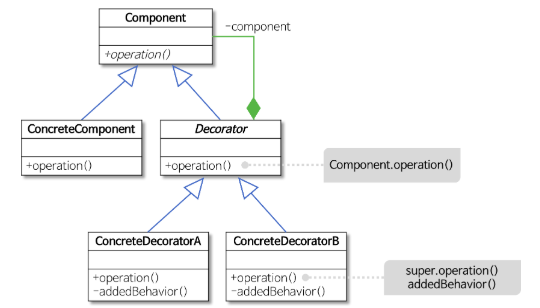 Component
-component
+operation()
ConcreteComponent
Decorator
+operation()
+operation()
Component.operation()
ConcreteDecoratorA
ConcreteDecoratorB
+operation()
-addedBehavior()
+operation()
-addedBehavior()
super.operation()
addedBehavior()